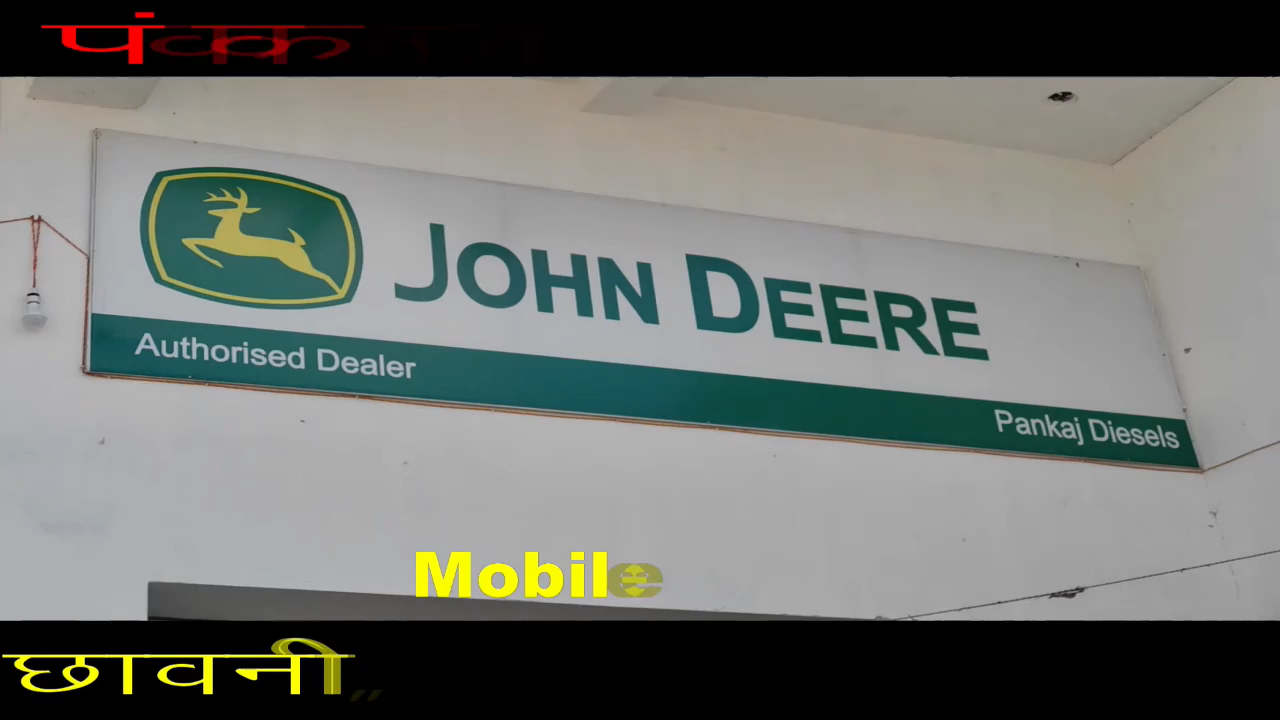 JOHN DEERE
Authorised Dealer
Pankaj Diesels
Mobile
छावनी